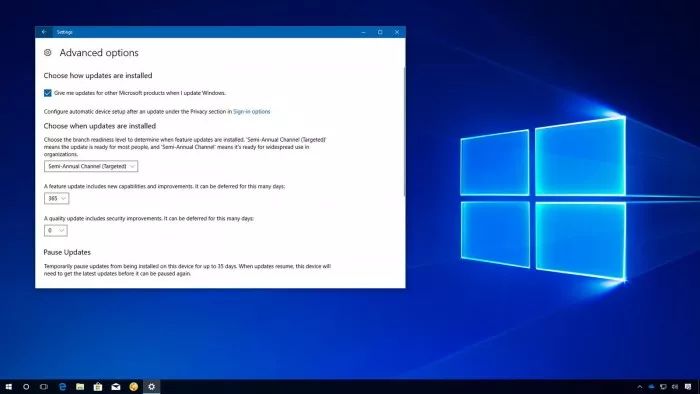 Settings
Advanced options
Choose how updates are installed
Give me updates for other Microsoft products when I update Windows.
Configure automatic device setup after an update under the Privacy section in Sign-in options
Choose when updates are installed
Choose the branch readiness level to determine when feature updates are installed. 'Semi-Annual Channel (Targeted)'
means the update is ready for most people, and 'Semi-Annual Channel' means it's ready for widespread use in
organizations.
Semi-Annual Channel (Targeted)
A feature update includes new capabilities and improvements. It can be deferred for this many days:
365
A quality update includes security improvements. It can be deferred for this many days:
0
Pause Updates
Temporarily pause updates from being installed on this device for up to 35 days. When updates resume, this device will
need to get the latest updates before it can be paused again.